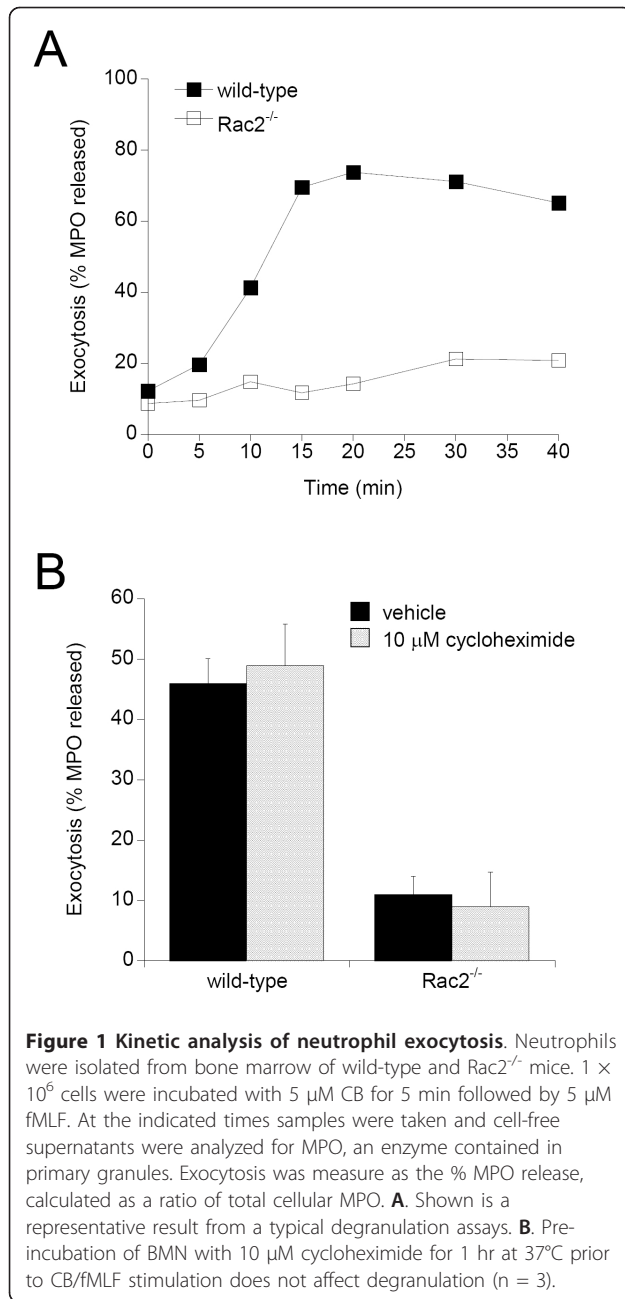 A
wild-type
Rac2-/-
100
80
60
40
20
0
Exocytosis (% MPO released)
0 5 10 15 20 25 30 35 40
Time (min)
B
vehicle
10 μM cycloheximide
60
50
40
30
20
10
0
Exocytosis (% MPO released)
wild-type Rac2-/-
Figure 1 Kinetic analysis of neutrophil exocytosis. Neutrophils
were isolated from bone marrow of wild-type and Rac2-/- mice. 1 ×
10⁶ cells were incubated with 5 μM CB for 5 min followed by 5 μM
fMLF. At the indicated times samples were taken and cell-free
supernatants were analyzed for MPO, an enzyme contained in
primary granules. Exocytosis was measure as the % MPO release,
calculated as a ratio of total cellular MPO. A. Shown is a
representative result from a typical degranulation assays. B. Pre-
incubation of BMN with 10 μM cycloheximide for 1 hr at 37°C prior
to CB/fMLF stimulation does not affect degranulation (n = 3).